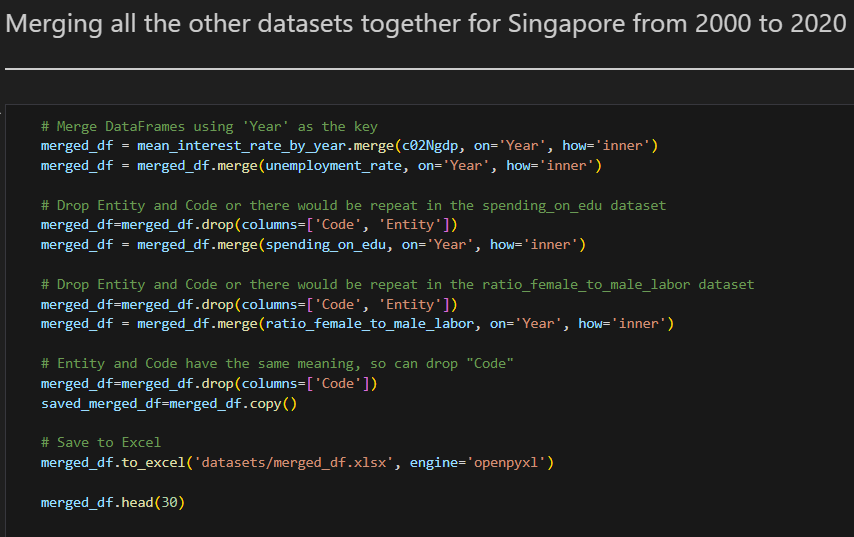 Merging all the other datasets together for Singapore from 2000 to 2020
# Merge DataFrames using 'Year' as the key
merged_df = mean_interest_rate_by_year.merge(c02Ngdp, on='Year', how='inner')
merged_df = merged_df.merge(unemployment_rate, on='Year', how='inner')
# Drop Entity and Code or there would be repeat in the spending_on_edu dataset
merged_df=merged_df.drop(columns=['Code', 'Entity'])
merged_df = merged_df.merge(spending_on_edu, on='Year', how='inner')
# Drop Entity and Code or there would be repeat in the ratio_female_to_male_labor dataset
merged_df=merged_df.drop(columns=['Code', 'Entity'])
merged_df = merged_df.merge(ratio_female_to_male_labor, on='Year', how='inner')
# Entity and Code have the same meaning, so can drop "Code"
merged_df=merged_df.drop(columns=['Code'])
saved_merged_df=merged_df.copy()
# Save to Excel
merged_df.to_excel('datasets/merged_df.xlsx', engine='openpyxl')
merged_df.head(30)